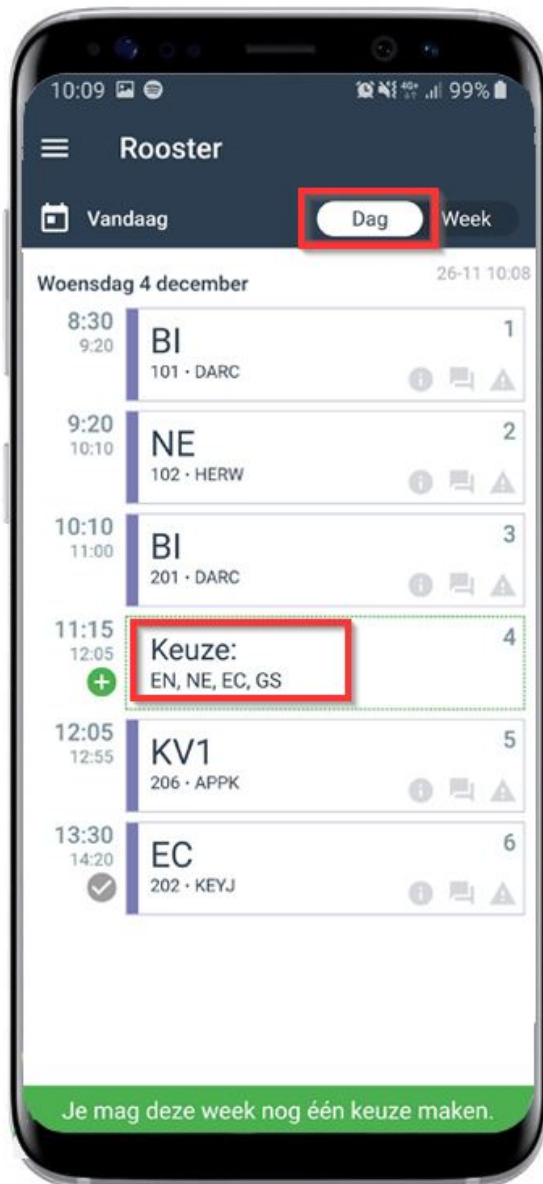 10:09 4G+ 99%
Rooster
Vandaag Dag Week
Woensdag 4 december 26-11 10:08
8:30 BI 1
9:20 101 · DARC
9:20 NE 2
10:10 102 · HERW
10:10 BI 3
11:00 201 · DARC
11:15 Keuze: 4
12:05 EN, NE, EC, GS
12:05 KV1 5
12:55 206 · APPK
13:30 EC 6
14:20 202 · KEYJ
Je mag deze week nog één keuze maken.